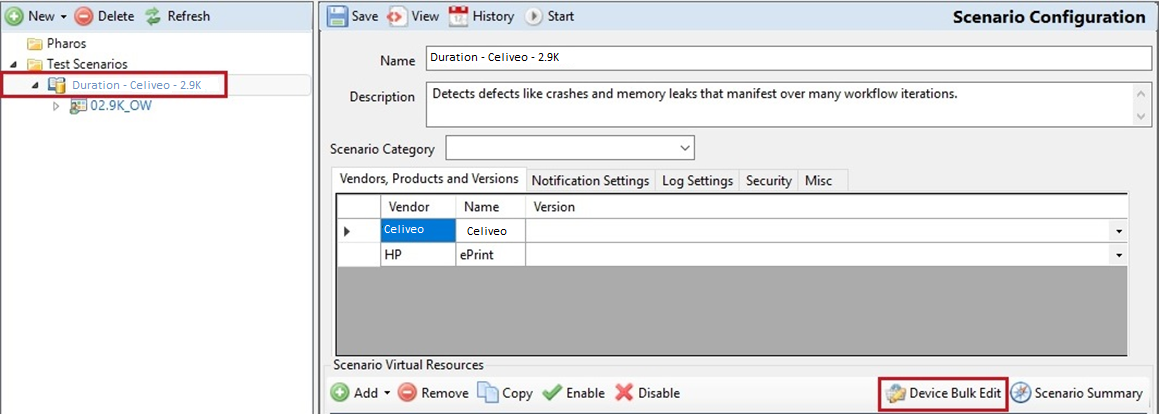 New Delete Refresh
Pharos
Test Scenarios
Duration - Celiveo - 2.9K
02.9K_OW
Save View History Start Scenario Configuration
Name Duration - Celiveo - 2.9K
Description Detects defects like crashes and memory leaks that manifest over many workflow iterations.
Scenario Category
Vendors, Products and Versions Notification Settings Log Settings Security Misc
Vendor Name Version
Celiveo Celiveo
HP ePrint
Scenario Virtual Resources
Add Remove Copy Enable Disable Device Bulk Edit Scenario Summary